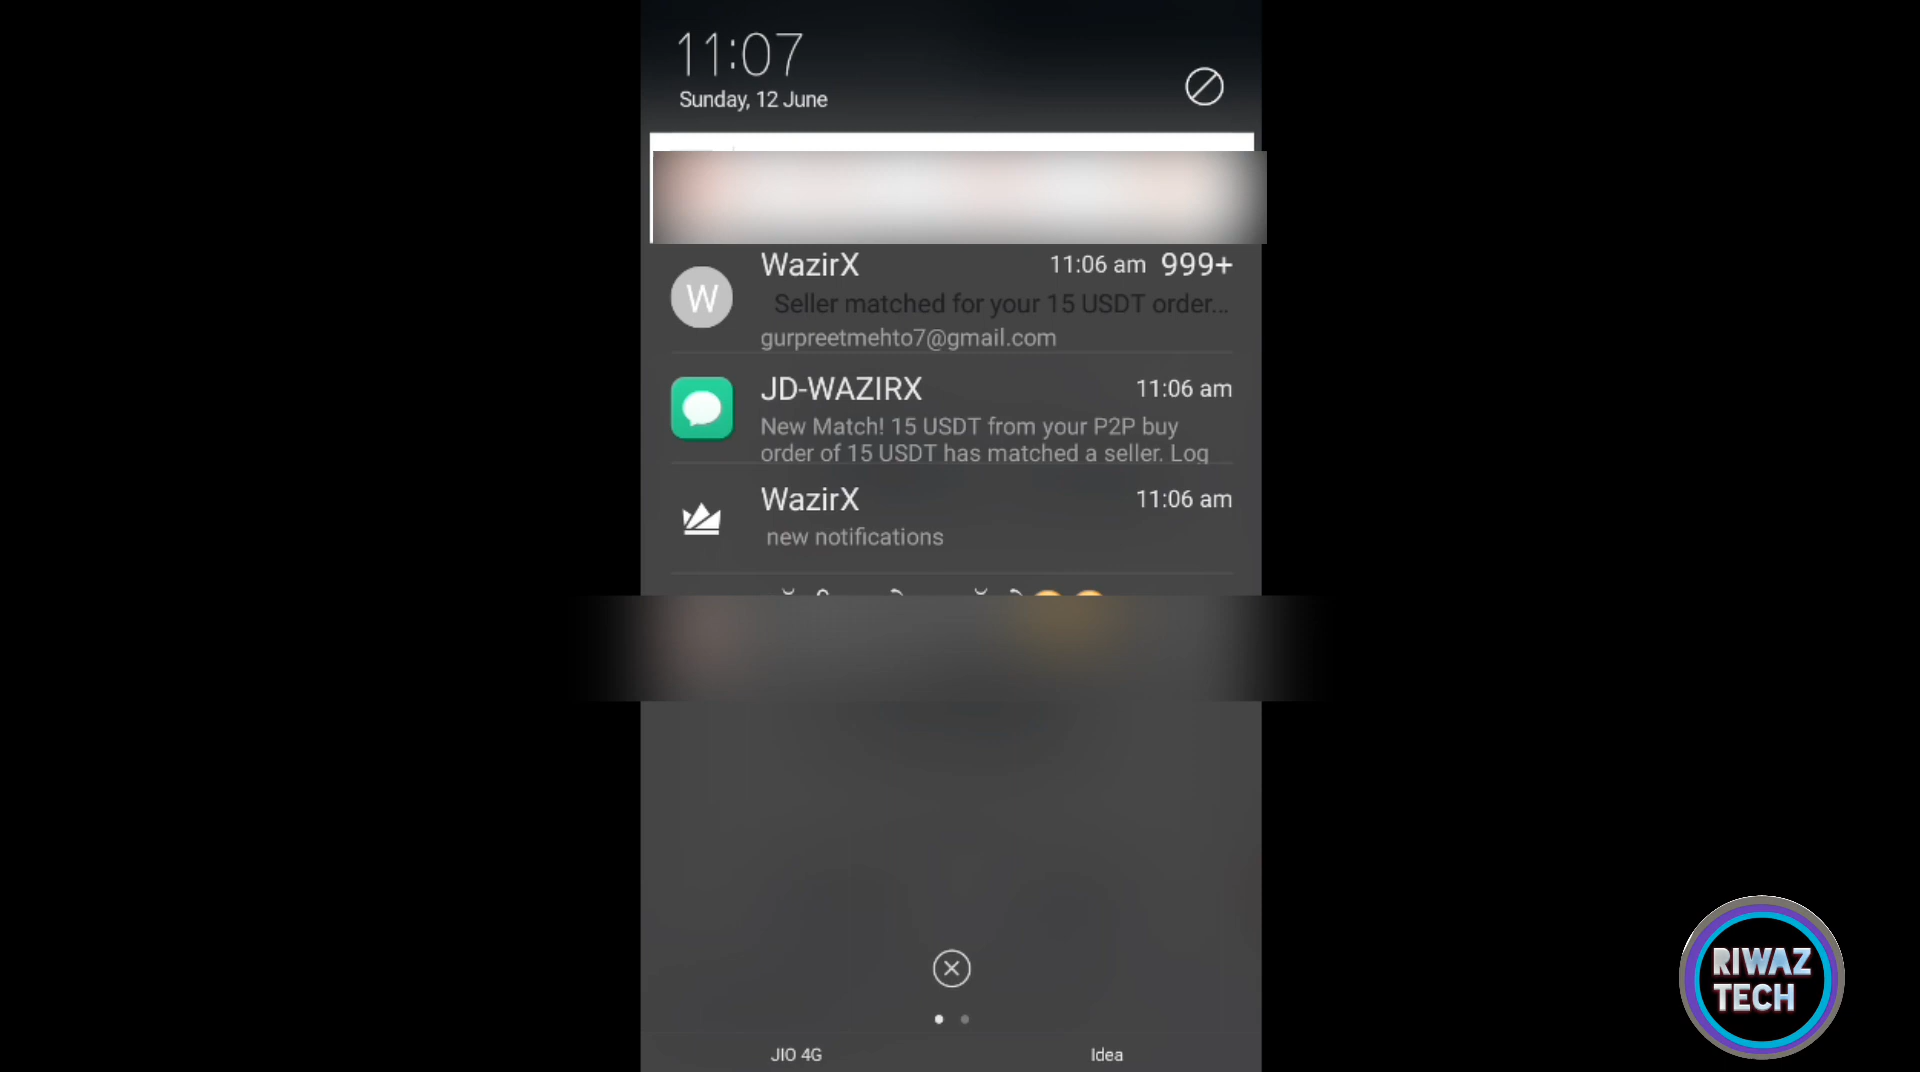 11:07
Sunday, 12 June
WazirX 11:06 am 999+
Seller matched for your 15 USDT order...
gurpreetmehto7@gmail.com
JD-WAZIRX 11:06 am
New Match! 15 USDT from your P2P buy
order of 15 USDT has matched a seller. Log
WazirX 11:06 am
new notifications
JIO 4G Idea
RIWAZ
TECH